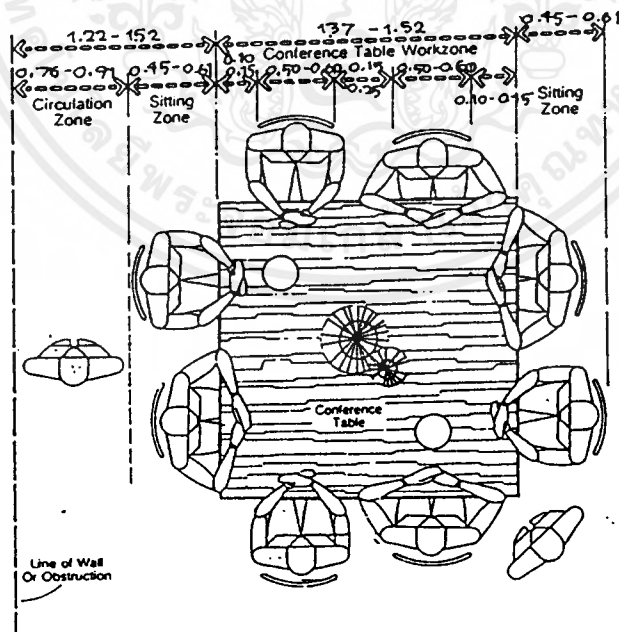 0.45-0.61
1.22 - 152
137 - 1.52
0.10 Conference Table Workzone
0.76-0.91
0.45-0.61
0.15
0.50-0.60
0.15
0.50-0.60
0.25
0.10-0.15
Circulation
Zone
Sitting
Zone
Sitting
Zone
Conference
Table
Line of Wall
Or Obstruction